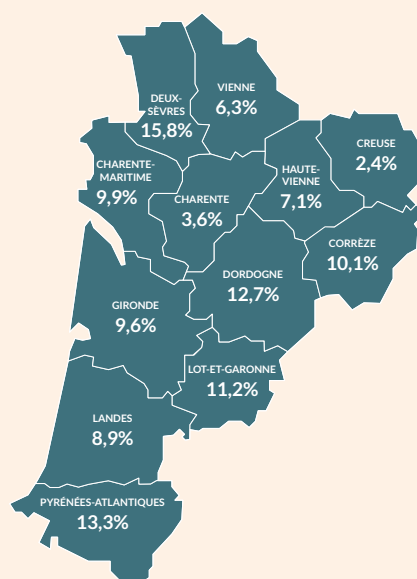 VIENNE
6,3%
DEUX-
SÈVRES
15,8%
CREUSE
2,4%
CHARENTE-
MARITIME
9,9%
HAUTE-
VIENNE
7,1%
CHARENTE
3,6%
CORRÈZE
10,1%
DORDOGNE
12,7%
GIRONDE
9,6%
LOT-ET-GARONNE
11,2%
LANDES
8,9%
PYRÉNÉES-ATLANTIQUES
13,3%